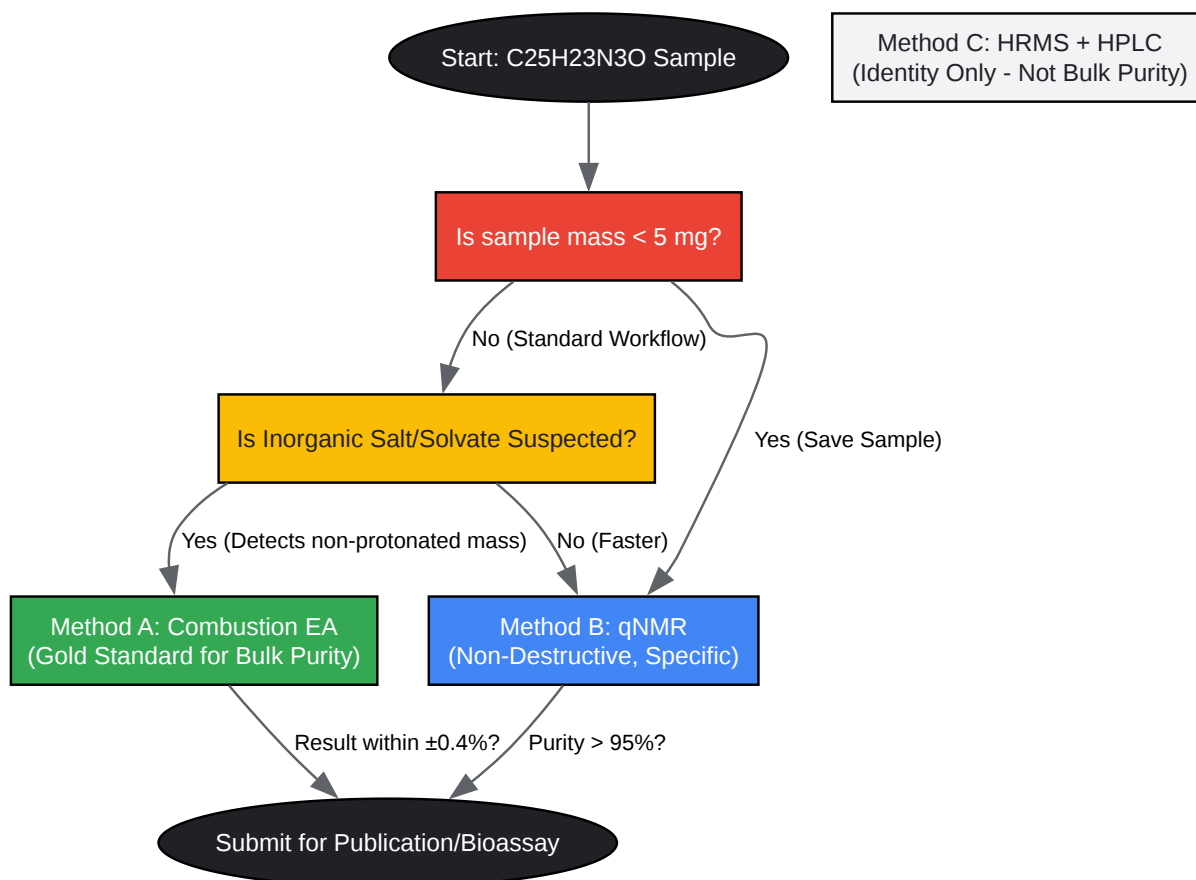 Start: C25H23N3O Sample
Method C: HRMS + HPLC
(Identity Only - Not Bulk Purity)
Is sample mass < 5 mg?
No (Standard Workflow)
Is Inorganic Salt/Solvate Suspected?
Yes (Save Sample)
Yes (Detects non-protonated mass)
No (Faster)
Method A: Combustion EA
(Gold Standard for Bulk Purity)
Method B: qNMR
(Non-Destructive, Specific)
Result within ±0.4%?
Purity > 95%?
Submit for Publication/Bioassay